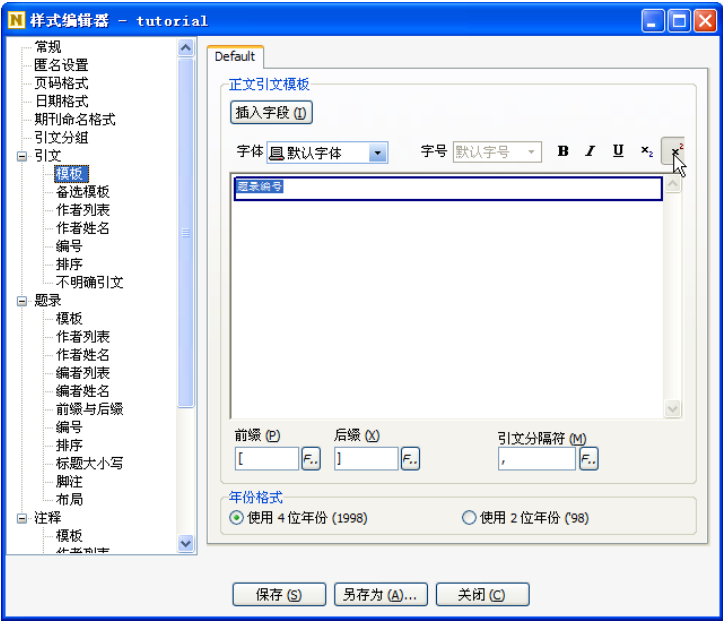 样式编辑器 - tutorial
常规
匿名设置
页码格式
日期格式
期刊命名格式
引文分组
引文
模板
备选模板
作者列表
作者姓名
编号
排序
不明确引文
题录
模板
作者列表
作者姓名
编者列表
编者姓名
前缀与后缀
编号
排序
标题大小写
脚注
布局
注释
模板
作者列表
Default
正文引文模板
插入字段 (I)
字体 默认字体 字号 默认字号 B I U x₂ x²
题录编号
前缀 (P) 后缀 (X) 引文分隔符 (M)
[ F.. ] F.. , F..
年份格式
使用 4 位年份 (1998) 使用 2 位年份 ('98)
保存 (S) 另存为 (A)... 关闭 (C)